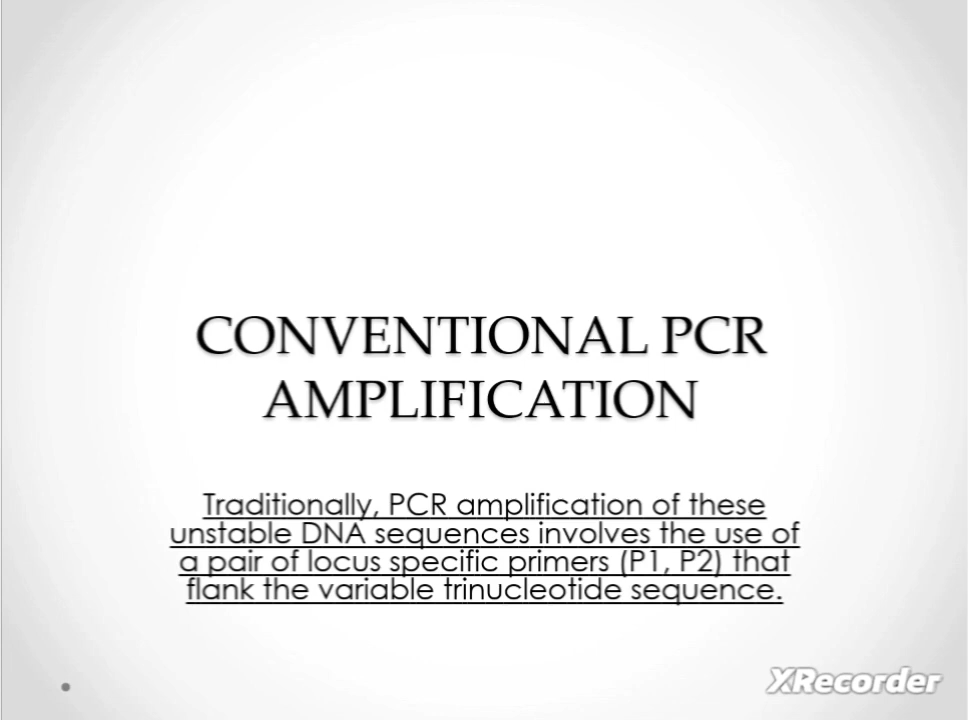 CONVENTIONAL PCR
AMPLIFICATION
Traditionally, PCR amplification of these
unstable DNA sequences involves the use of
a pair of locus specific primers (P1, P2) that
flank the variable trinucleotide sequence.
XRecorder